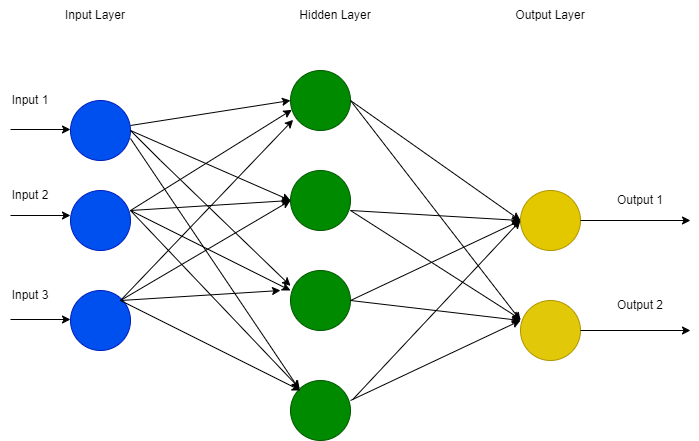 Input Layer
Hidden Layer
Output Layer
Input 1
Input 2
Output 1
Input 3
Output 2